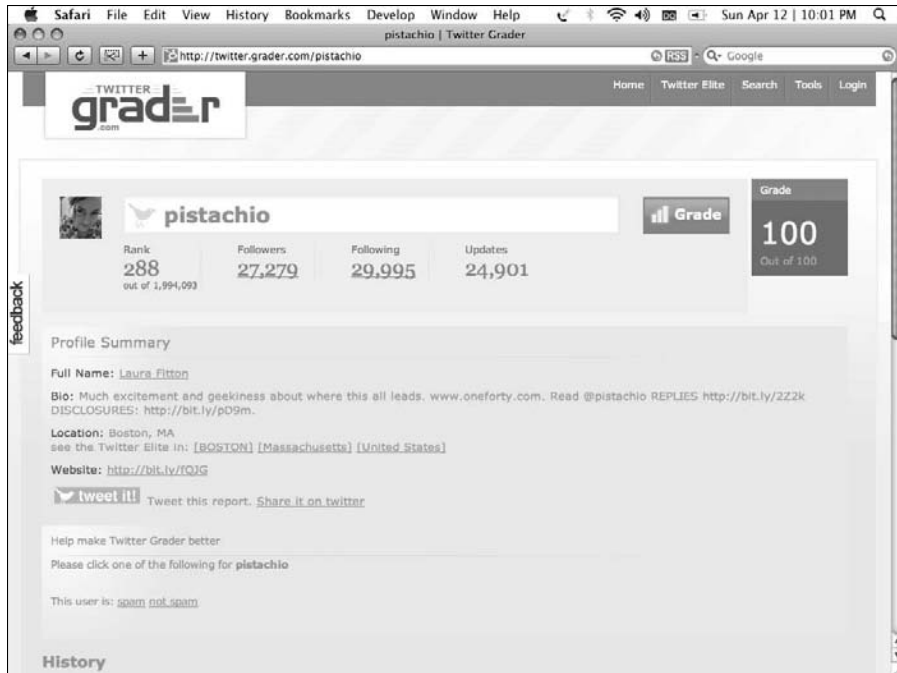 Safari File Edit View History Bookmarks Develop Window Help Sun Apr 12 | 10:01 PM
pistachio | Twitter Grader
http://twitter.grader.com/pistachio RSS Google
TWITTER
grader
.com
Home Twitter Elite Search Tools Login
pistachio
Grade
Grade
100
Out of 100
Rank Followers Following Updates
288 27,279 29,995 24,901
out of 1,994,093
feedback
Profile Summary
Full Name: Laura Fitton
Bio: Much excitement and geekiness about where this all leads. www.oneforty.com. Read @pistachio REPLIES http://bit.ly/2Z2k
DISCLOSURES: http://bit.ly/pD9m.
Location: Boston, MA
see the Twitter Elite in: [BOSTON] [Massachusetts] [United States]
Website: http://bit.ly/fOJG
tweet it! Tweet this report. Share it on twitter
Help make Twitter Grader better
Please click one of the following for pistachio
This user is: spam not spam
History